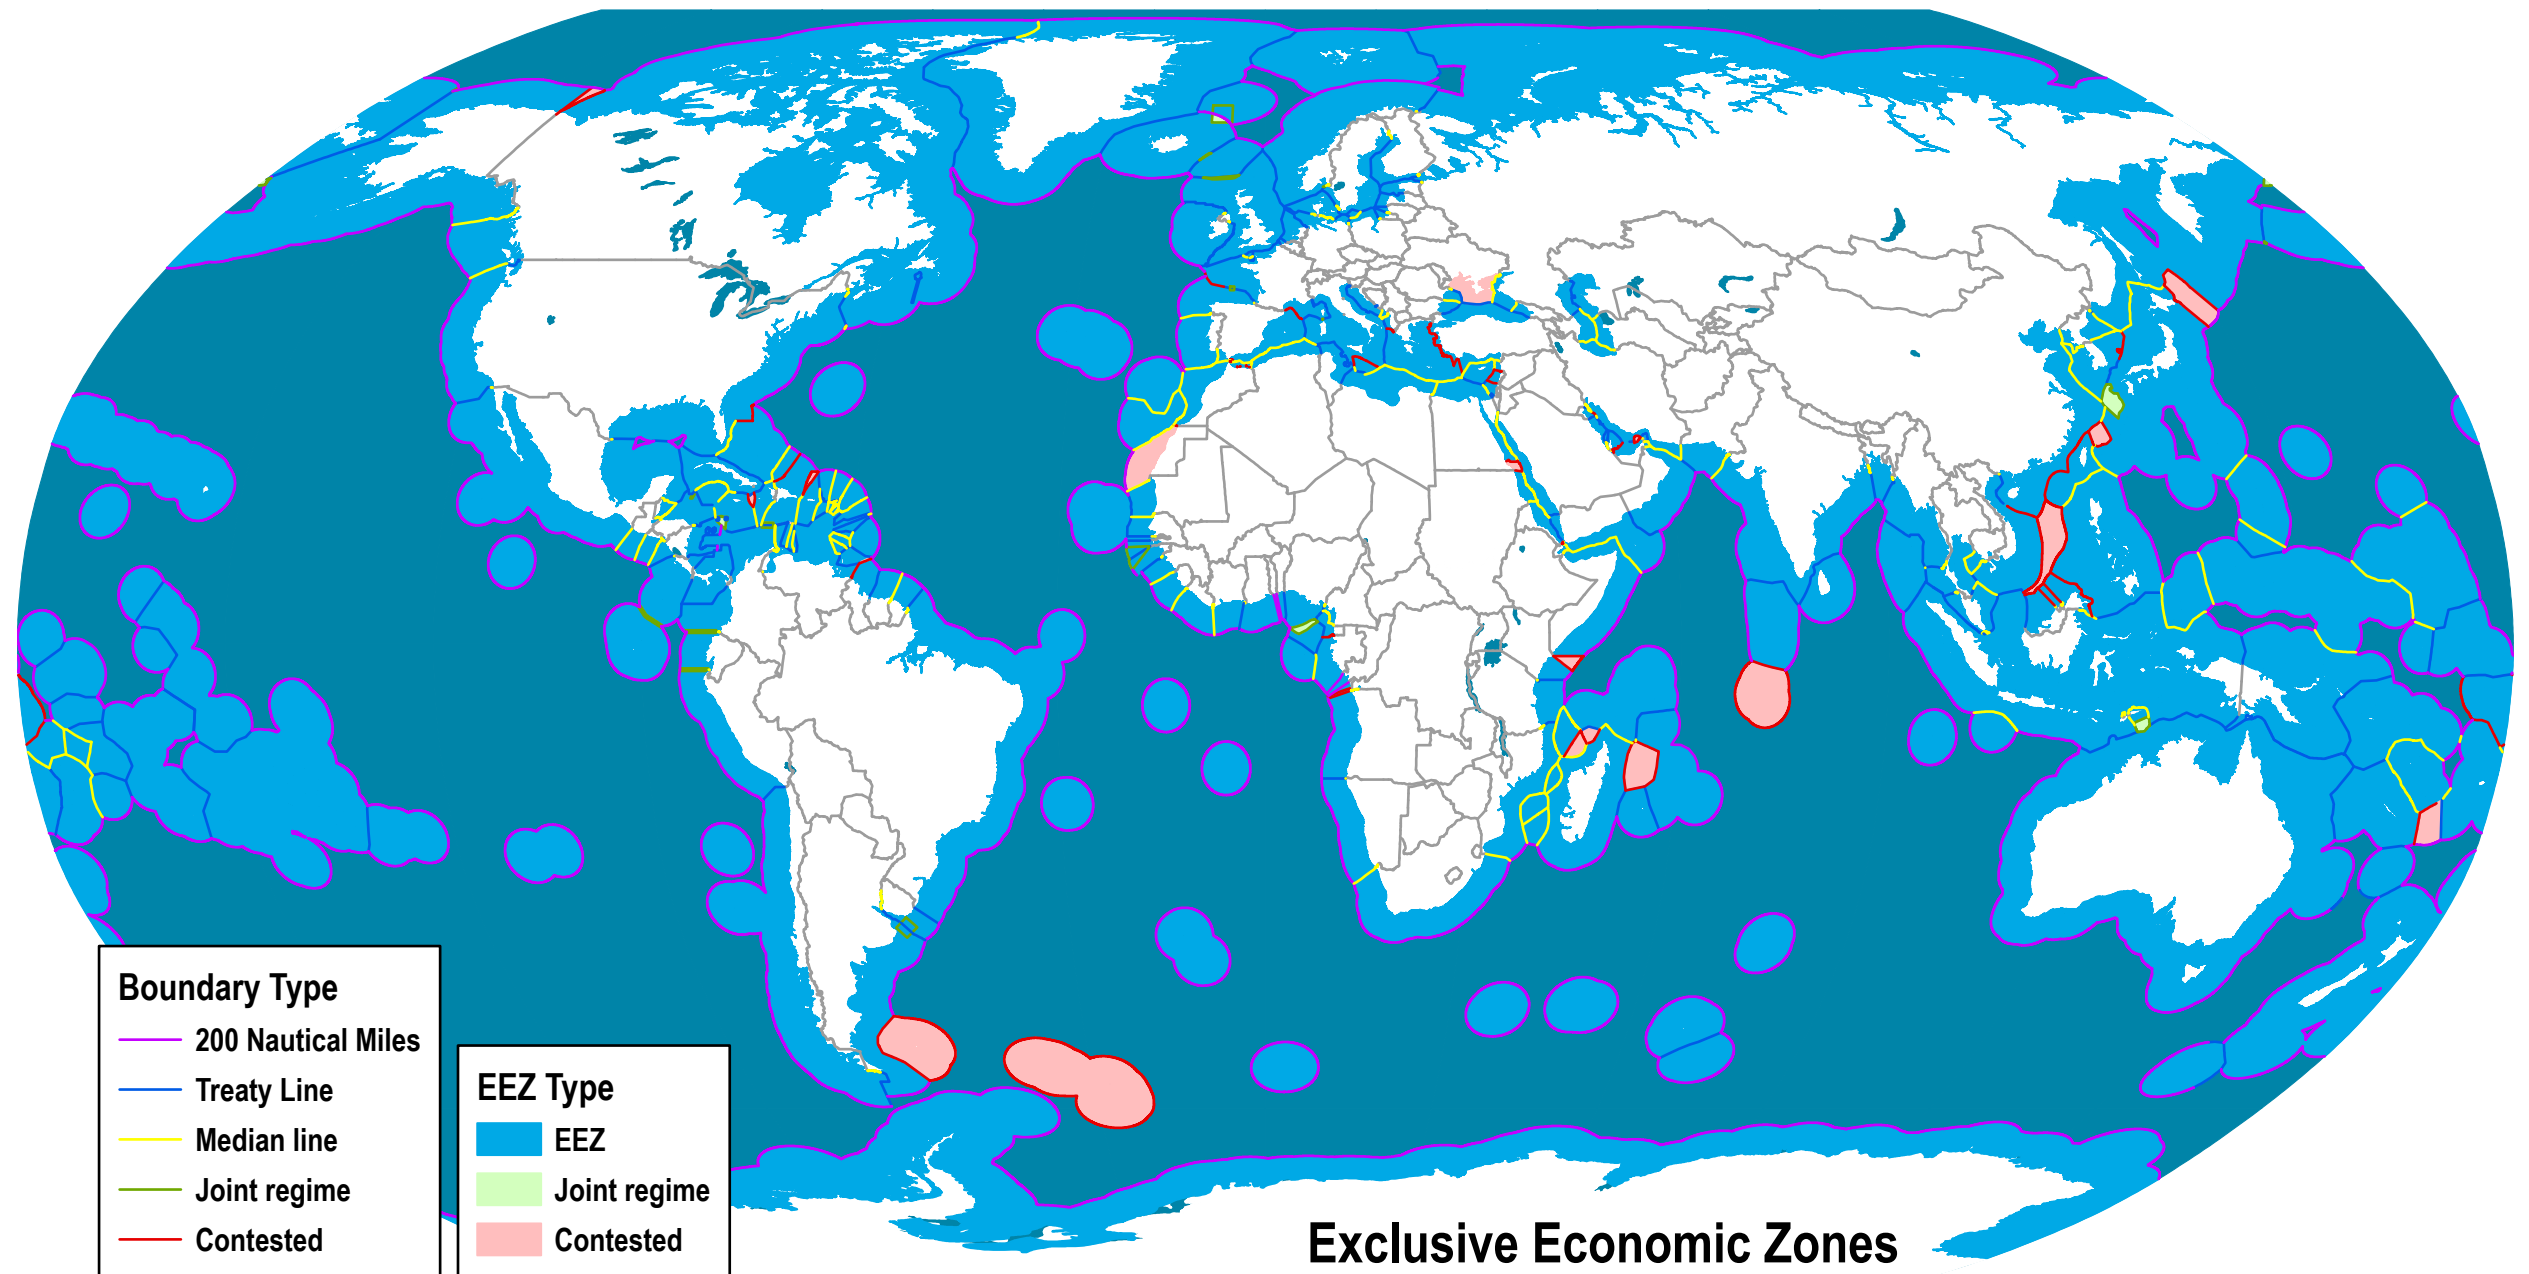 Boundary Type
200 Nautical Miles
Treaty Line
Median line
Joint regime
Contested
EEZ Type
EEZ
Joint regime
Contested
Exclusive Economic Zones